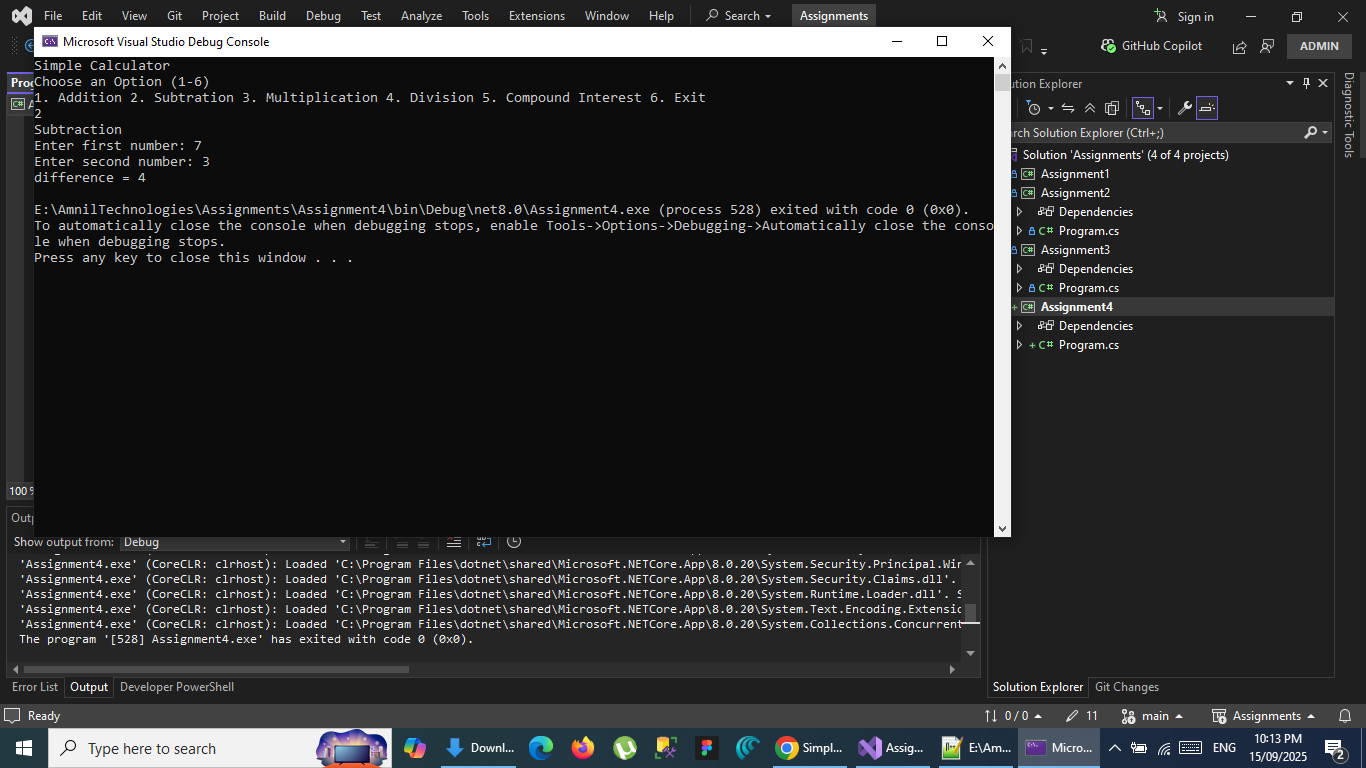 File Edit View Git Project Build Debug Test Analyze Tools Extensions Window Help Search Assignments Sign in
GitHub Copilot ADMIN
Microsoft Visual Studio Debug Console
Simple Calculator
Choose an Option (1-6)
1. Addition 2. Subtration 3. Multiplication 4. Division 5. Compound Interest 6. Exit
2
Subtraction
Enter first number: 7
Enter second number: 3
difference = 4
E:\AmnilTechnologies\Assignments\Assignment4\bin\Debug\net8.0\Assignment4.exe (process 528) exited with code 0 (0x0).
To automatically close the console when debugging stops, enable Tools->Options->Debugging->Automatically close the conso
le when debugging stops.
Press any key to close this window . . .
Prog
C# A
100 %
ution Explorer
rch Solution Explorer (Ctrl+;)
Solution 'Assignments' (4 of 4 projects)
C# Assignment1
C# Assignment2
Dependencies
C# Program.cs
C# Assignment3
Dependencies
C# Program.cs
+ C# Assignment4
Dependencies
+ C# Program.cs
Diagnostic Tools
Outp
Show output from: Debug
'Assignment4.exe' (CoreCLR: clrhost): Loaded 'C:\Program Files\dotnet\shared\Microsoft.NETCore.App\8.0.20\System.Security.Principal.Win
'Assignment4.exe' (CoreCLR: clrhost): Loaded 'C:\Program Files\dotnet\shared\Microsoft.NETCore.App\8.0.20\System.Security.Claims.dll'.
'Assignment4.exe' (CoreCLR: clrhost): Loaded 'C:\Program Files\dotnet\shared\Microsoft.NETCore.App\8.0.20\System.Runtime.Loader.dll'. S
'Assignment4.exe' (CoreCLR: clrhost): Loaded 'C:\Program Files\dotnet\shared\Microsoft.NETCore.App\8.0.20\System.Text.Encoding.Extensio
'Assignment4.exe' (CoreCLR: clrhost): Loaded 'C:\Program Files\dotnet\shared\Microsoft.NETCore.App\8.0.20\System.Collections.Concurrent
The program '[528] Assignment4.exe' has exited with code 0 (0x0).
Error List Output Developer PowerShell
Solution Explorer Git Changes
Ready 0 / 0 11 main Assignments
Type here to search Downl... Simpl... Assig... E:\Am... Micro... ENG 10:13 PM
15/09/2025 2